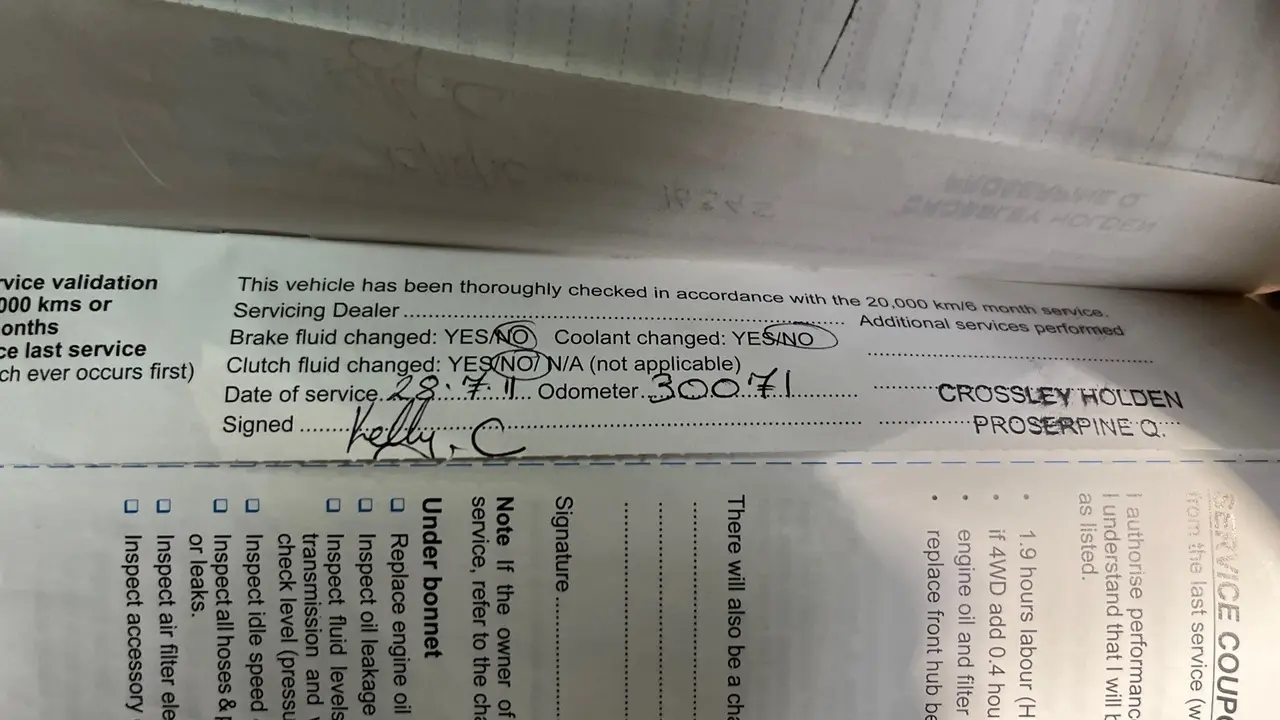 rvice validation
000 kms or
onths
ce last service
ch ever occurs first)
This vehicle has been thoroughly checked in accordance with the 20,000 km/6 month service.
Servicing Dealer
Additional services performed
Brake fluid changed: YES/NO Coolant changed: YES/NO
Clutch fluid changed: YES/NO/ N/A (not applicable)
Date of service 28.7.11 Odometer 30071
Signed Kelly. C
CROSSLEY HOLDEN
PROSERPINE Q.
SERVICE COUP
from the last service (w
I authorise performanc
I understand that I will b
as listed.
• 1.9 hours labour (H
• if 4WD add 0.4 hou
• engine oil and filter
• replace front hub be
There will also be a cha
Signature
Note If the owner of
service, refer to the cha
Under bonnet
☐ Replace engine oil
☐ Inspect oil leakage
☐ Inspect fluid levels
transmission and
check level (pressu
☐ Inspect idle speed
☐ Inspect all hoses &
or leaks.
☐ Inspect air filter ele
☐ Inspect accessory